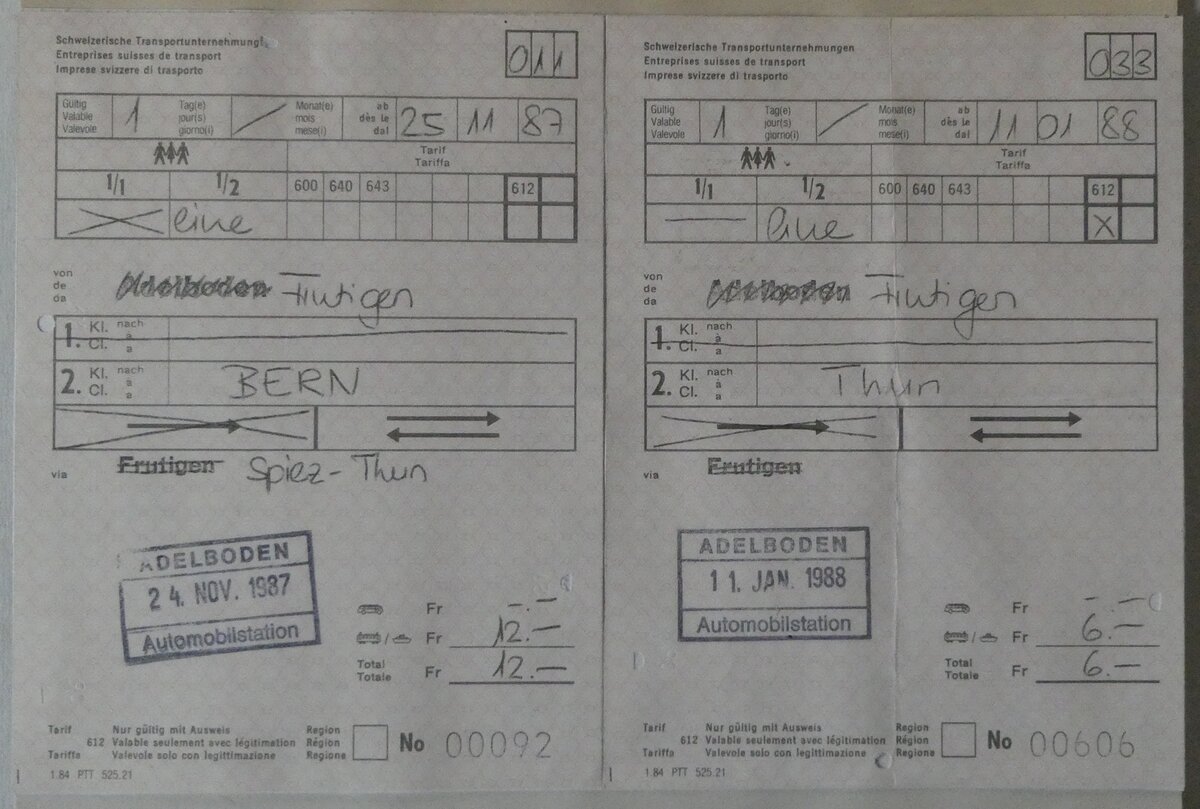 Schweizerische Transportunternehmung
Entreprises suisses de transport
Imprese svizzere di trasporto
011
Gültig
Valable
Valevole
1
Tag(e)
jour(s)
giorno(i)
Monat(e)
mois
mese(i)
ab
dès le
dal
25 11 87
Tarif
Tariffa
1/1 1/2 600 640 643 612
eine
von
de
da
Adelboden Frutigen
1. Kl. nach
Cl. à
a
2. Kl. nach
Cl. à
a
BERN
via Frutigen Spiez-Thun
ADELBODEN
24. NOV. 1987
Automobilstation
Fr -.-
/ Fr 12.-
Total
Totale
Fr 12.-
Tarif
612
Tariffa
Nur gültig mit Ausweis
Valable seulement avec légitimation
Valevole solo con legittimazione
Region
Région
Regione
No 00092
1.84 PTT 525.21
Schweizerische Transportunternehmungen
Entreprises suisses de transport
Imprese svizzere di trasporto
033
Gültig
Valable
Valevole
1
Tag(e)
jour(s)
giorno(i)
Monat(e)
mois
mese(i)
ab
dès le
dal
11 01 88
Tarif
Tariffa
1/1 1/2 600 640 643 612
eine X
von
de
da
Adelboden Frutigen
1. Kl. nach
Cl. à
a
2. Kl. nach
Cl. à
a
Thun
via Frutigen
ADELBODEN
11. JAN. 1988
Automobilstation
Fr -.-
/ Fr 6.-
Total
Totale
Fr 6.-
Tarif
612
Tariffa
Nur gültig mit Ausweis
Valable seulement avec légitimation
Valevole solo con legittimazione
Region
Région
Regione
No 00606
1.84 PTT 525.21